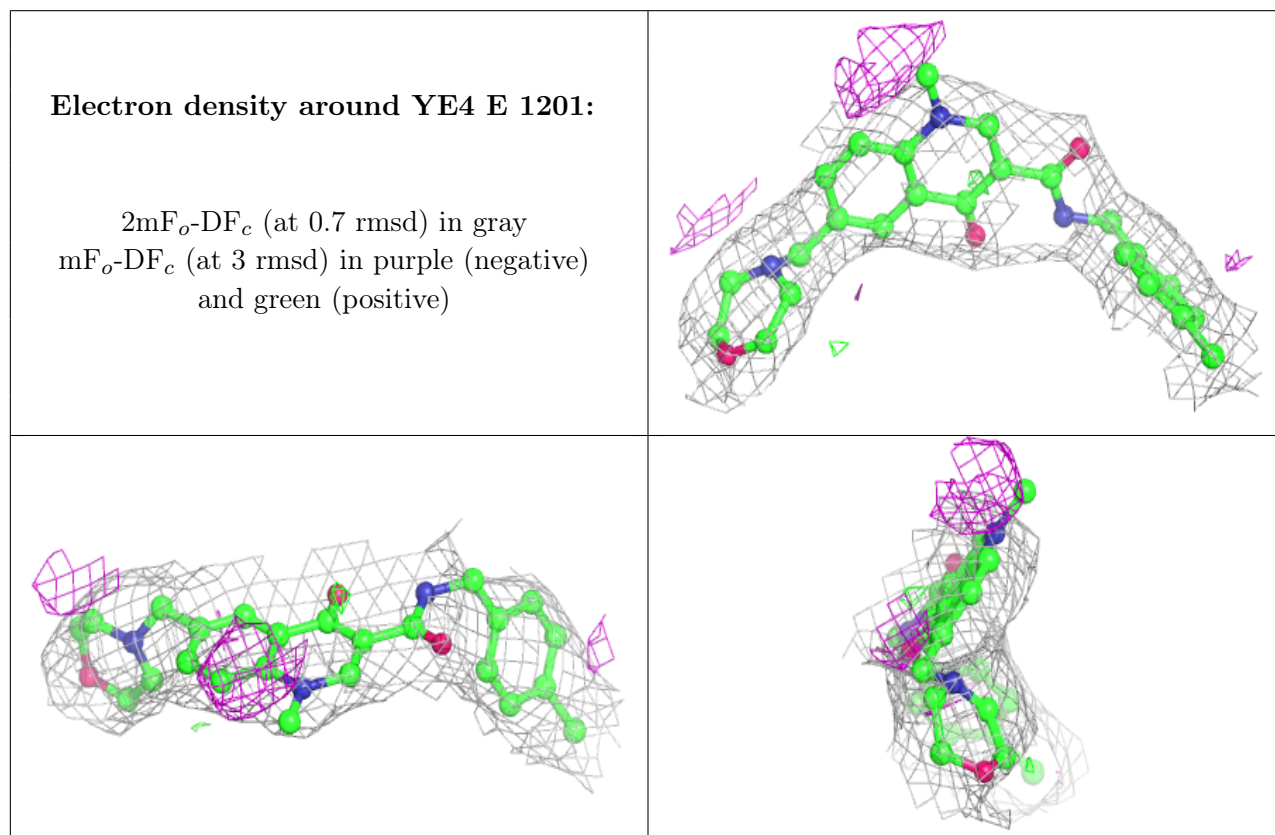 Electron density around YE4 E 1201:
2mFo-DFc (at 0.7 rmsd) in gray
mFo-DFc (at 3 rmsd) in purple (negative)
and green (positive)